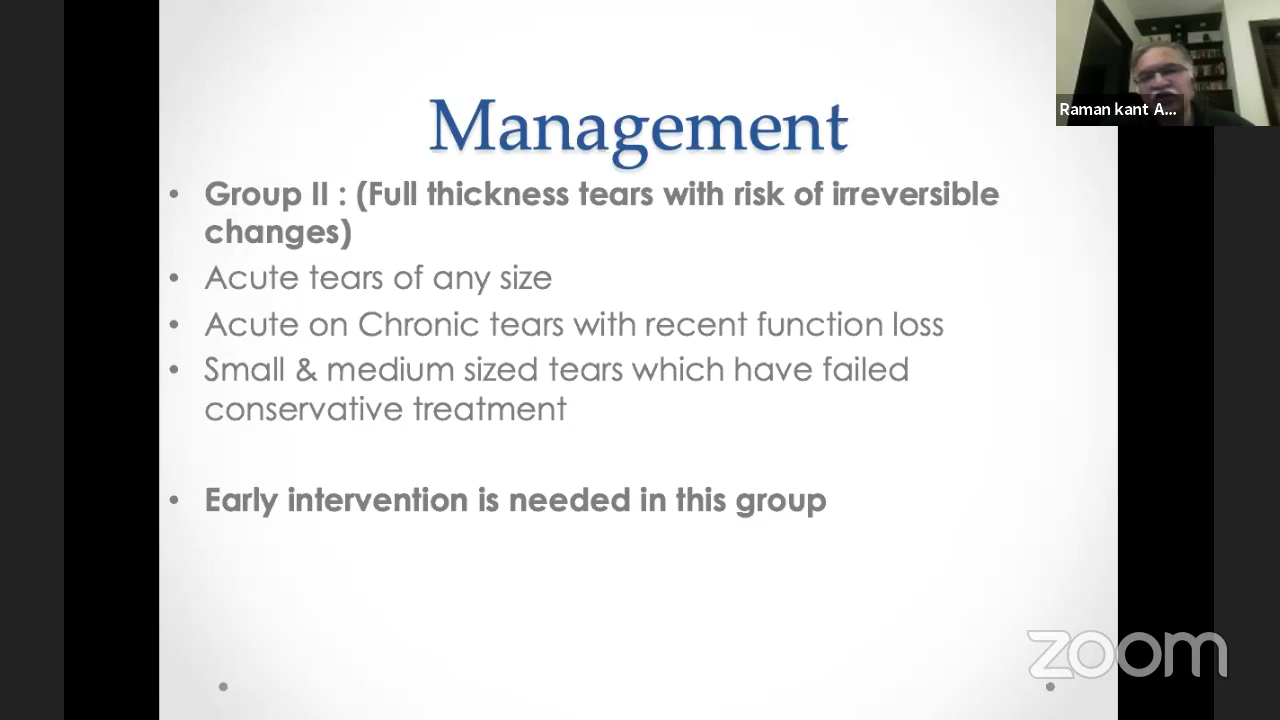 Raman kant A...
Management
• Group II : (Full thickness tears with risk of irreversible
changes)
• Acute tears of any size
• Acute on Chronic tears with recent function loss
• Small & medium sized tears which have failed
conservative treatment
• Early intervention is needed in this group
zoom